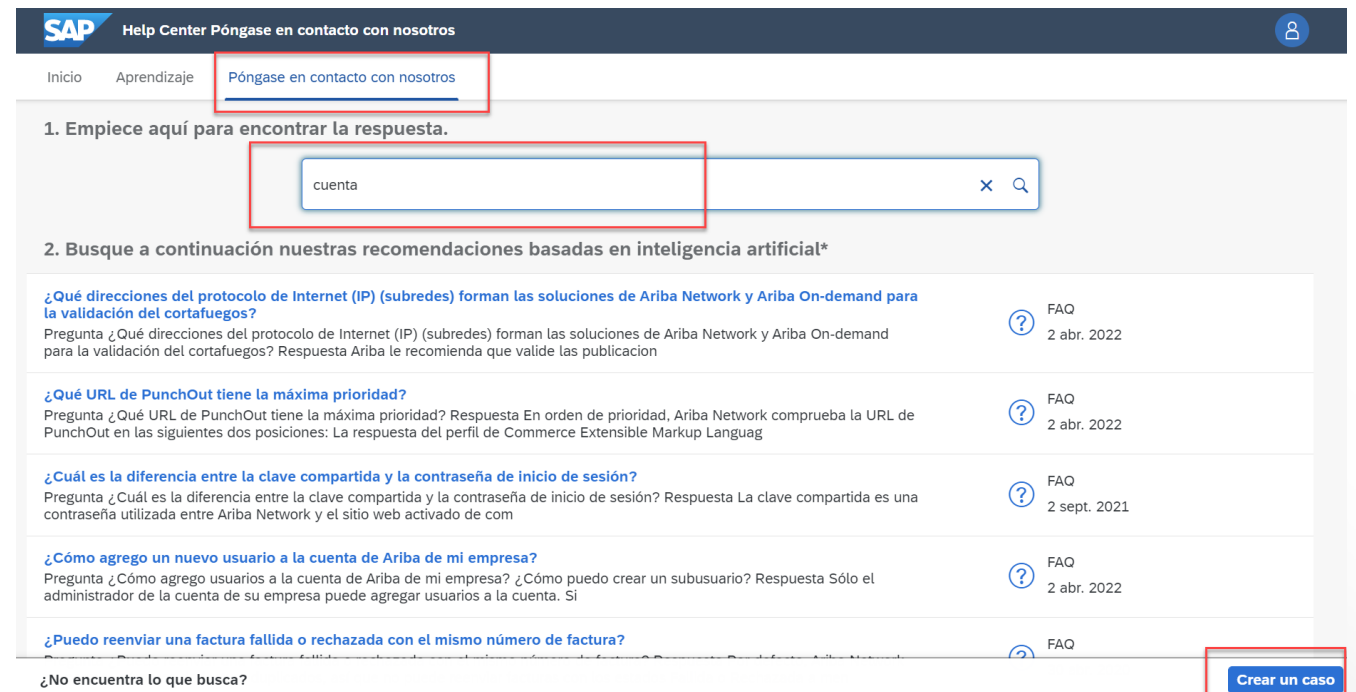 SAP Help Center Póngase en contacto con nosotros
Inicio Aprendizaje Póngase en contacto con nosotros
1. Empiece aquí para encontrar la respuesta.
cuenta
2. Busque a continuación nuestras recomendaciones basadas en inteligencia artificial*
¿Qué direcciones del protocolo de Internet (IP) (subredes) forman las soluciones de Ariba Network y Ariba On-demand para
la validación del cortafuegos?
Pregunta ¿Qué direcciones del protocolo de Internet (IP) (subredes) forman las soluciones de Ariba Network y Ariba On-demand
para la validación del cortafuegos? Respuesta Ariba le recomienda que valide las publicacion
FAQ
2 abr. 2022
¿Qué URL de PunchOut tiene la máxima prioridad?
Pregunta ¿Qué URL de PunchOut tiene la máxima prioridad? Respuesta En orden de prioridad, Ariba Network comprueba la URL de
PunchOut en las siguientes dos posiciones: La respuesta del perfil de Commerce Extensible Markup Languag
FAQ
2 abr. 2022
¿Cuál es la diferencia entre la clave compartida y la contraseña de inicio de sesión?
Pregunta ¿Cuál es la diferencia entre la clave compartida y la contraseña de inicio de sesión? Respuesta La clave compartida es una
contraseña utilizada entre Ariba Network y el sitio web activado de com
FAQ
2 sept. 2021
¿Cómo agrego un nuevo usuario a la cuenta de Ariba de mi empresa?
Pregunta ¿Cómo agrego usuarios a la cuenta de Ariba de mi empresa? ¿Cómo puedo crear un subusuario? Respuesta Sólo el
administrador de la cuenta de su empresa puede agregar usuarios a la cuenta. Si
FAQ
2 abr. 2022
¿Puedo reenviar una factura fallida o rechazada con el mismo número de factura?
FAQ
¿No encuentra lo que busca?
Crear un caso